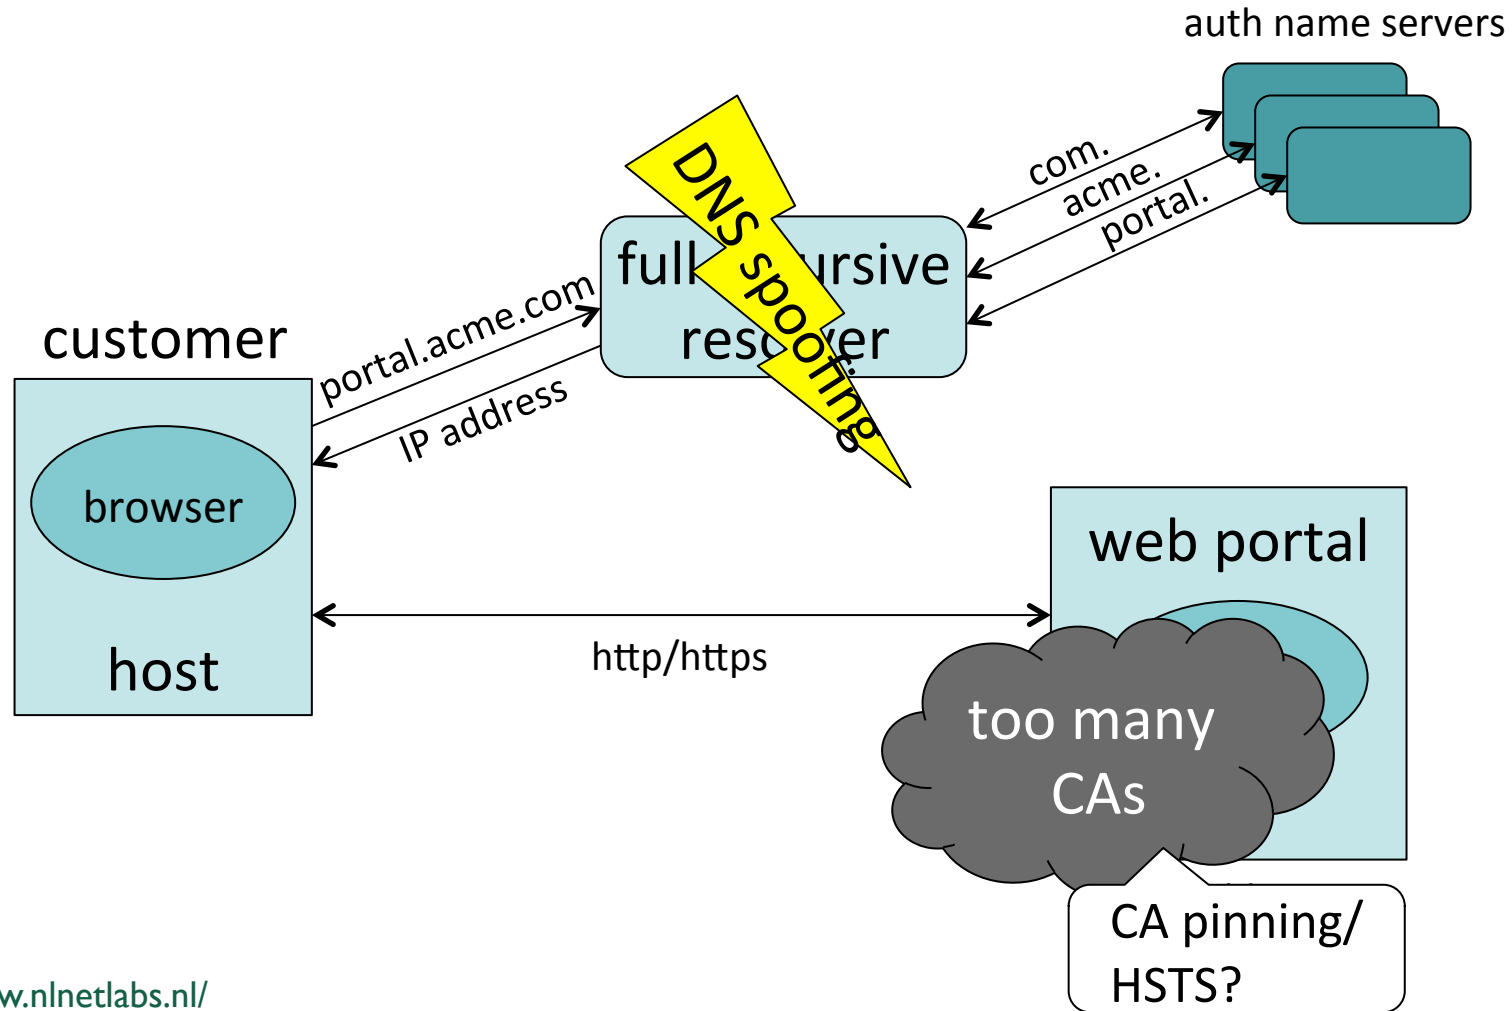 auth name servers
com.
acme.
portal.
DNS spoofing
full ursive
res er
portal.acme.com
IP address
customer
browser
host
http/https
web portal
too many
CAs
CA pinning/
HSTS?
w.nlnetlabs.nl/